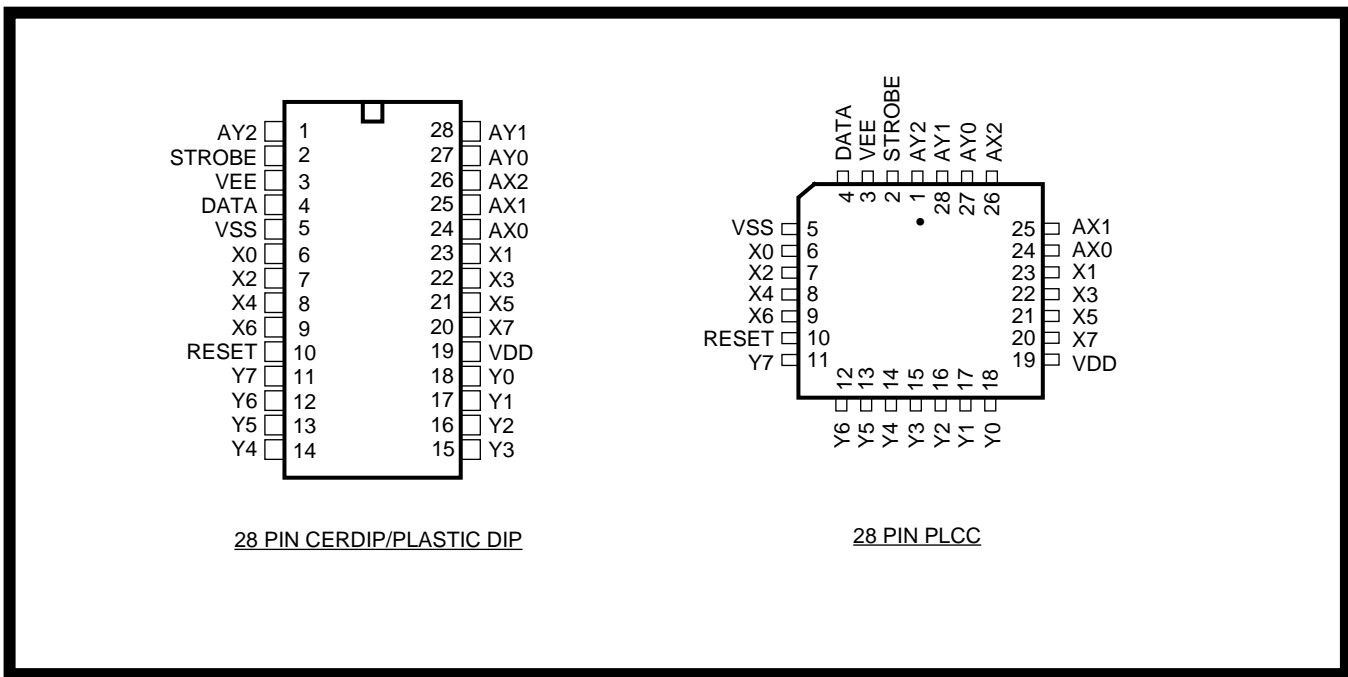 AY2 1 28 AY1
STROBE 2 27 AY0
VEE 3 26 AX2
DATA 4 25 AX1
VSS 5 24 AX0
X0 6 23 X1
X2 7 22 X3
X4 8 21 X5
X6 9 20 X7
RESET 10 19 VDD
Y7 11 18 Y0
Y6 12 17 Y1
Y5 13 16 Y2
Y4 14 15 Y3
28 PIN CERDIP/PLASTIC DIP
DATA VEE STROBE AY2 AY1 AY0 AX2
4 3 2 1 28 27 26
VSS 5 25 AX1
X0 6 24 AX0
X2 7 23 X1
X4 8 22 X3
X6 9 21 X5
RESET 10 20 X7
Y7 11 19 VDD
12 13 14 15 16 17 18
Y6 Y5 Y4 Y3 Y2 Y1 Y0
28 PIN PLCC